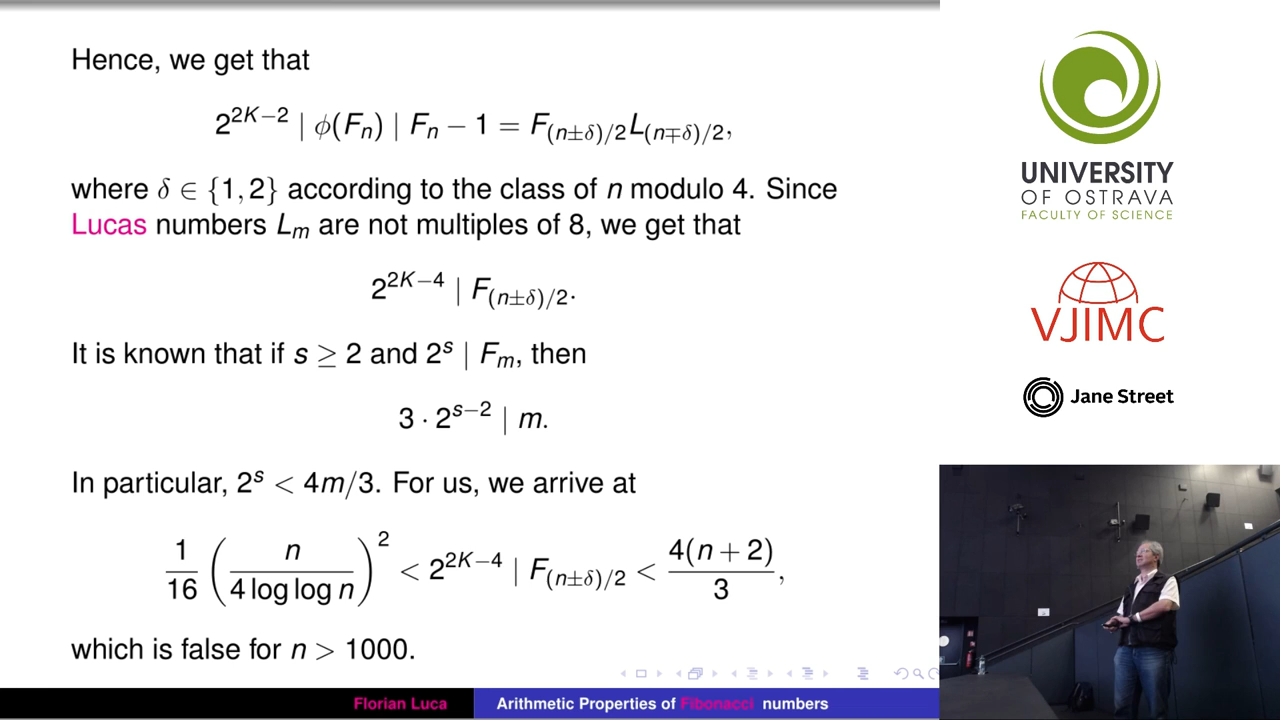 Hence, we get that
2^{2K−2} | ϕ(F_n) | F_n − 1 = F_{(n±δ)/2}L_{(n∓δ)/2},
where δ ∈ {1, 2} according to the class of n modulo 4. Since
Lucas numbers L_m are not multiples of 8, we get that
2^{2K−4} | F_{(n±δ)/2}.
It is known that if s ≥ 2 and 2^s | F_m, then
3 · 2^{s−2} | m.
In particular, 2^s < 4m/3. For us, we arrive at
\frac{1}{16} \left( \frac{n}{4 \log \log n} \right)^2 < 2^{2K−4} | F_{(n±δ)/2} < \frac{4(n + 2)}{3},
which is false for n > 1000.
Florian Luca
Arithmetic Properties of Fibonacci numbers
UNIVERSITY
OF OSTRAVA
FACULTY OF SCIENCE
VJIMC
Jane Street